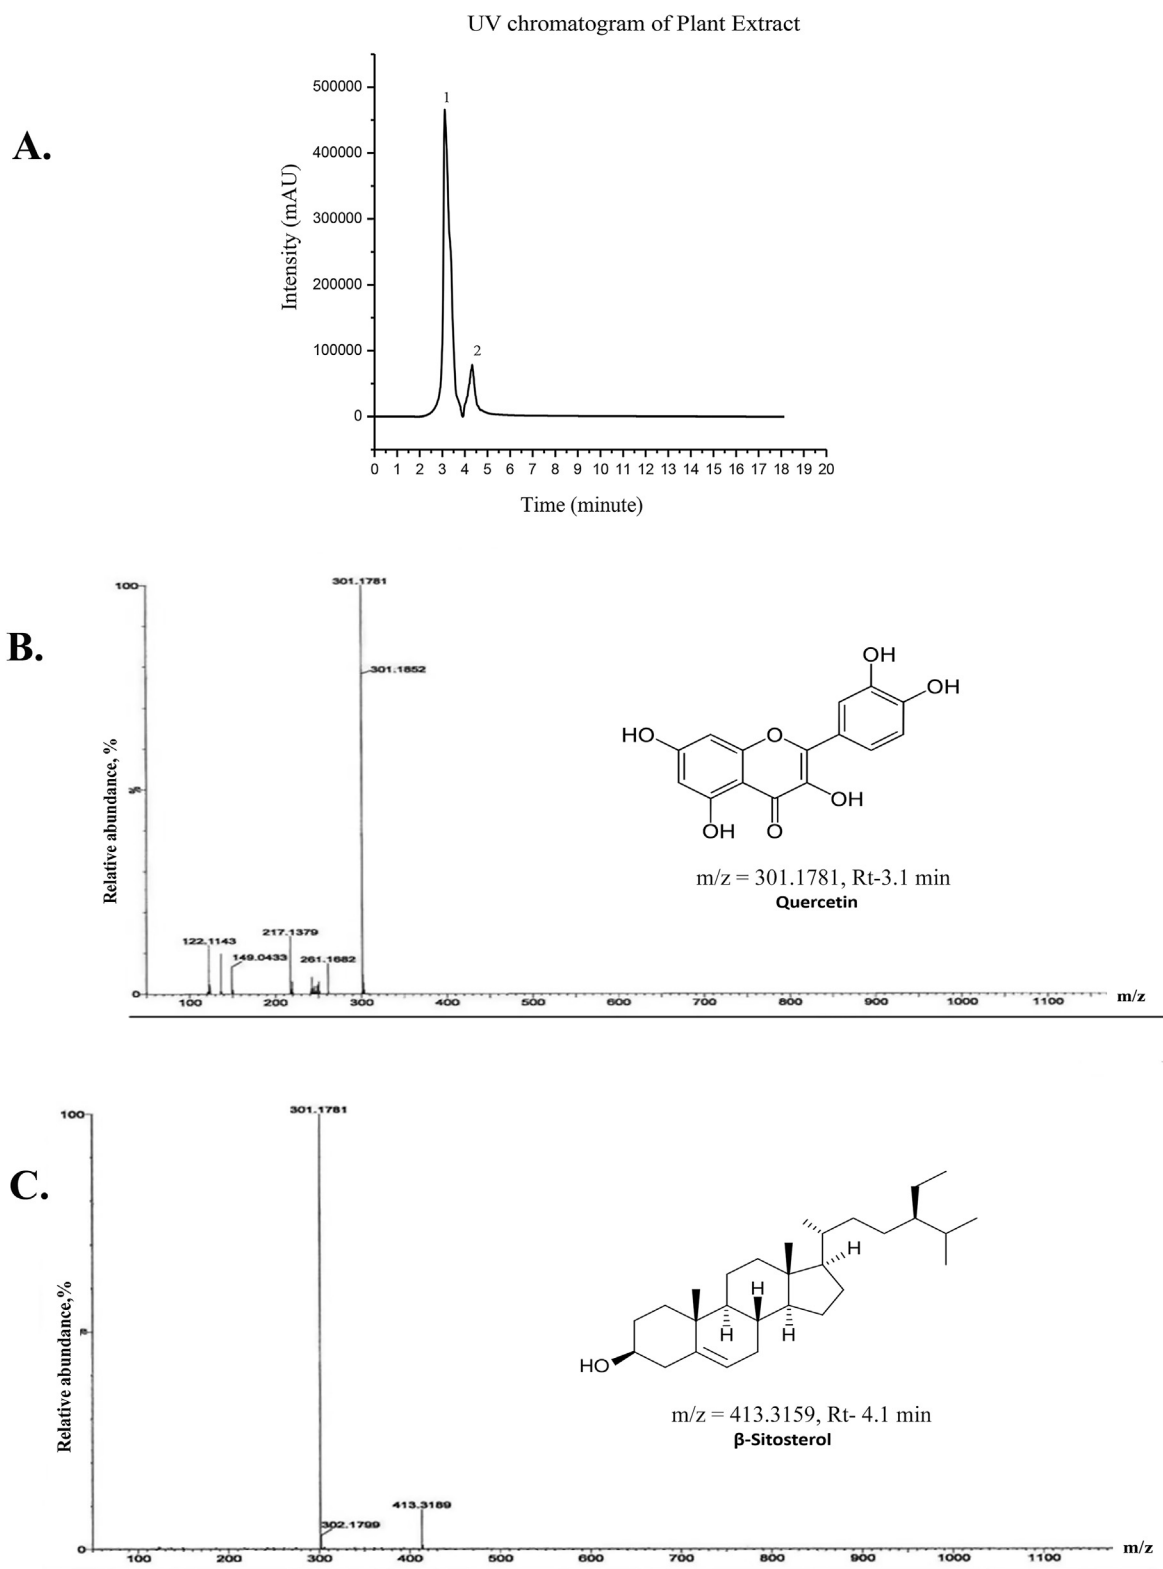 UV chromatogram of Plant Extract
A.
Intensity (mAU)
500000
400000
300000
200000
100000
0
1
2
0 1 2 3 4 5 6 7 8 9 10 11 12 13 14 15 16 17 18 19 20
Time (minute)
B.
Relative abundance, %
100
%
0
301.1781
301.1852
217.1379
122.1143
149.0433
261.1682
100 200 300 400 500 600 700 800 900 1000 1100
m/z
OH
OH
HO
O
OH
OH
O
m/z = 301.1781, Rt-3.1 min
Quercetin
C.
Relative abundance,%
100
0
301.1781
302.1799
413.3189
100 200 300 400 500 600 700 800 900 1000 1100
m/z
H
H
H
H
HO
m/z = 413.3159, Rt- 4.1 min
β-Sitosterol